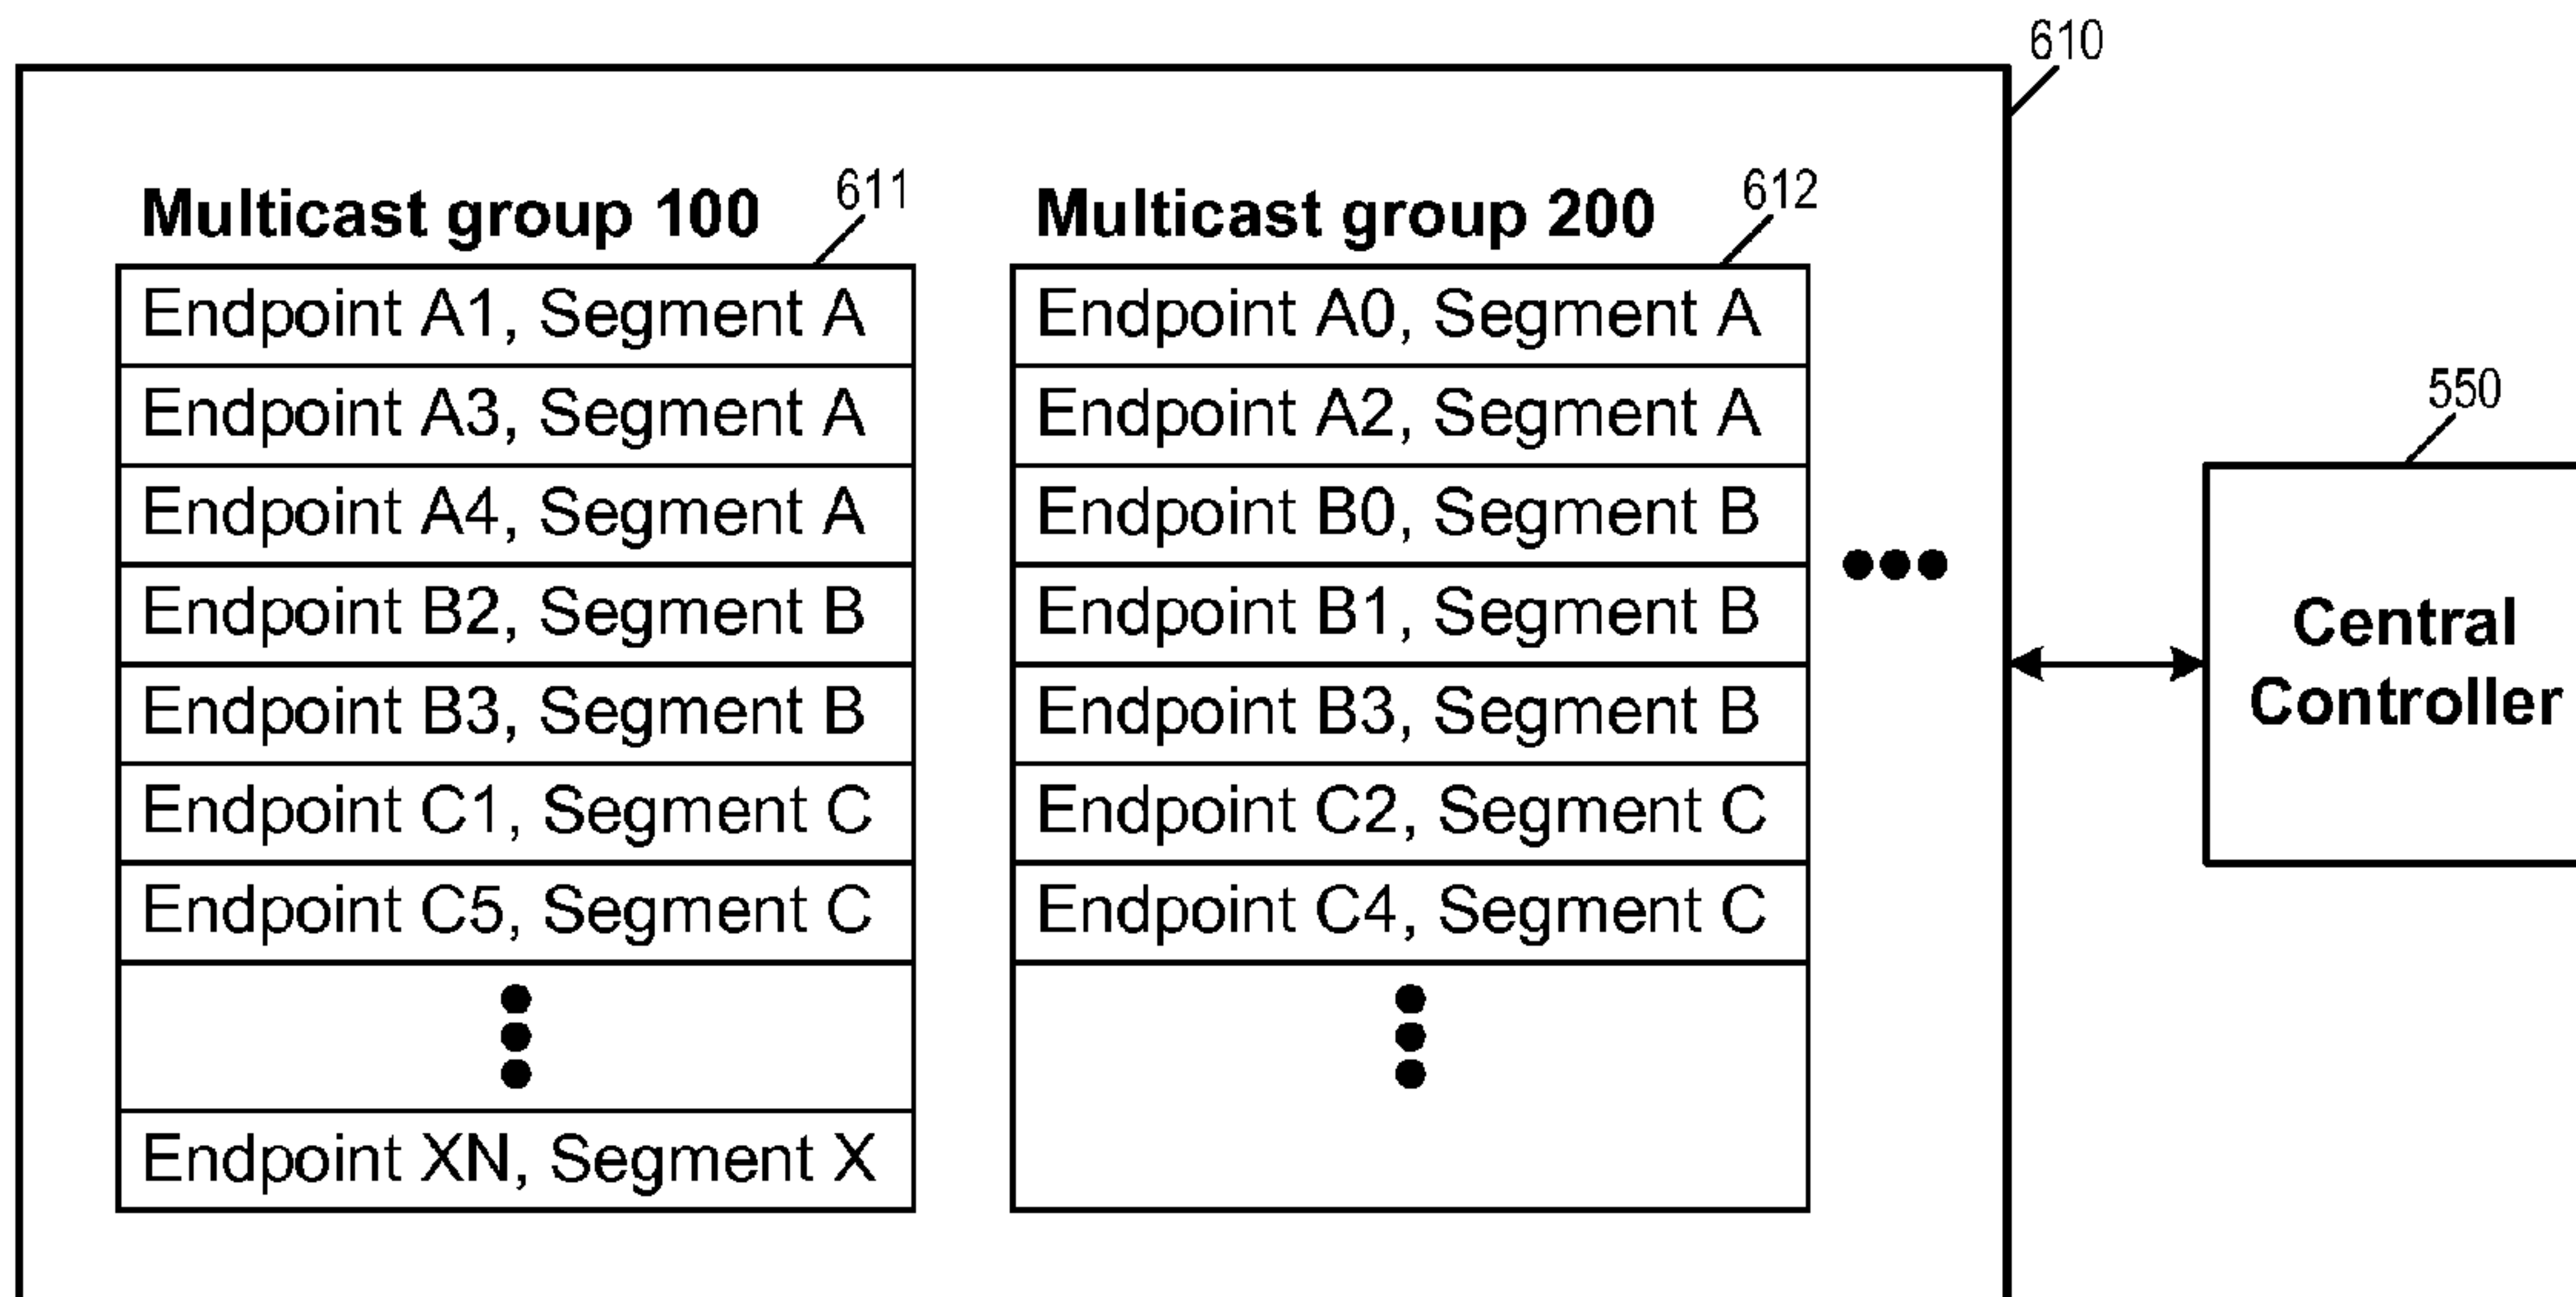 610
Multicast group 100
611
Endpoint A1, Segment A
Endpoint A3, Segment A
Endpoint A4, Segment A
Endpoint B2, Segment B
Endpoint B3, Segment B
Endpoint C1, Segment C
Endpoint C5, Segment C
Endpoint XN, Segment X
Multicast group 200
612
Endpoint A0, Segment A
Endpoint A2, Segment A
Endpoint B0, Segment B
Endpoint B1, Segment B
Endpoint B3, Segment B
Endpoint C2, Segment C
Endpoint C4, Segment C
550
Central
Controller